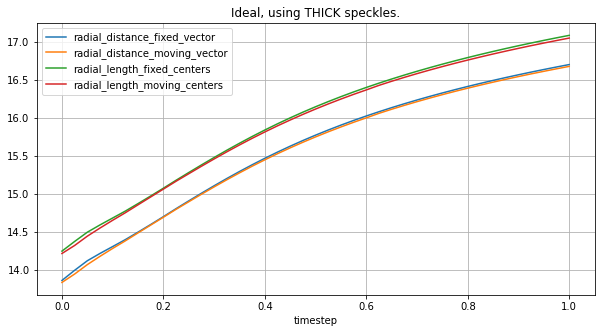 Ideal, using THICK speckles.
radial_distance_fixed_vector
radial_distance_moving_vector
radial_length_fixed_centers
radial_length_moving_centers
17.0
16.5
16.0
15.5
15.0
14.5
14.0
0.0 0.2 0.4 0.6 0.8 1.0
timestep